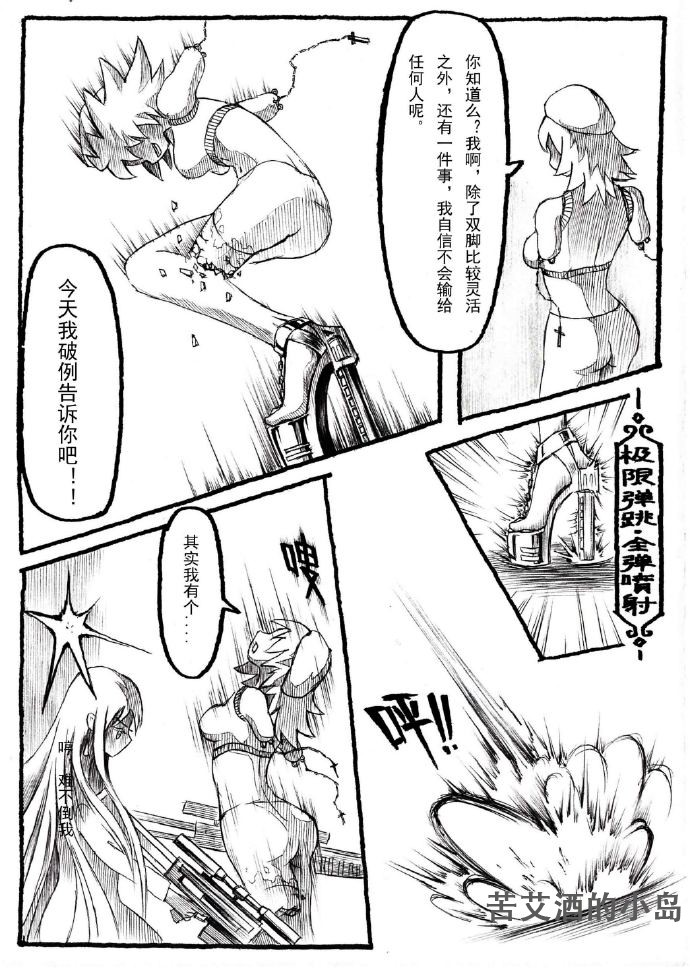 你知道么？我啊，除了双脚比较灵活
之外，还有一件事，我自信不会输给
任何人呢。
今天我破例告诉你吧！！
极限弹跳·全弹喷射
其实我有个....
嗖
哼，难不倒我
呯!!
苦艾酒的小岛